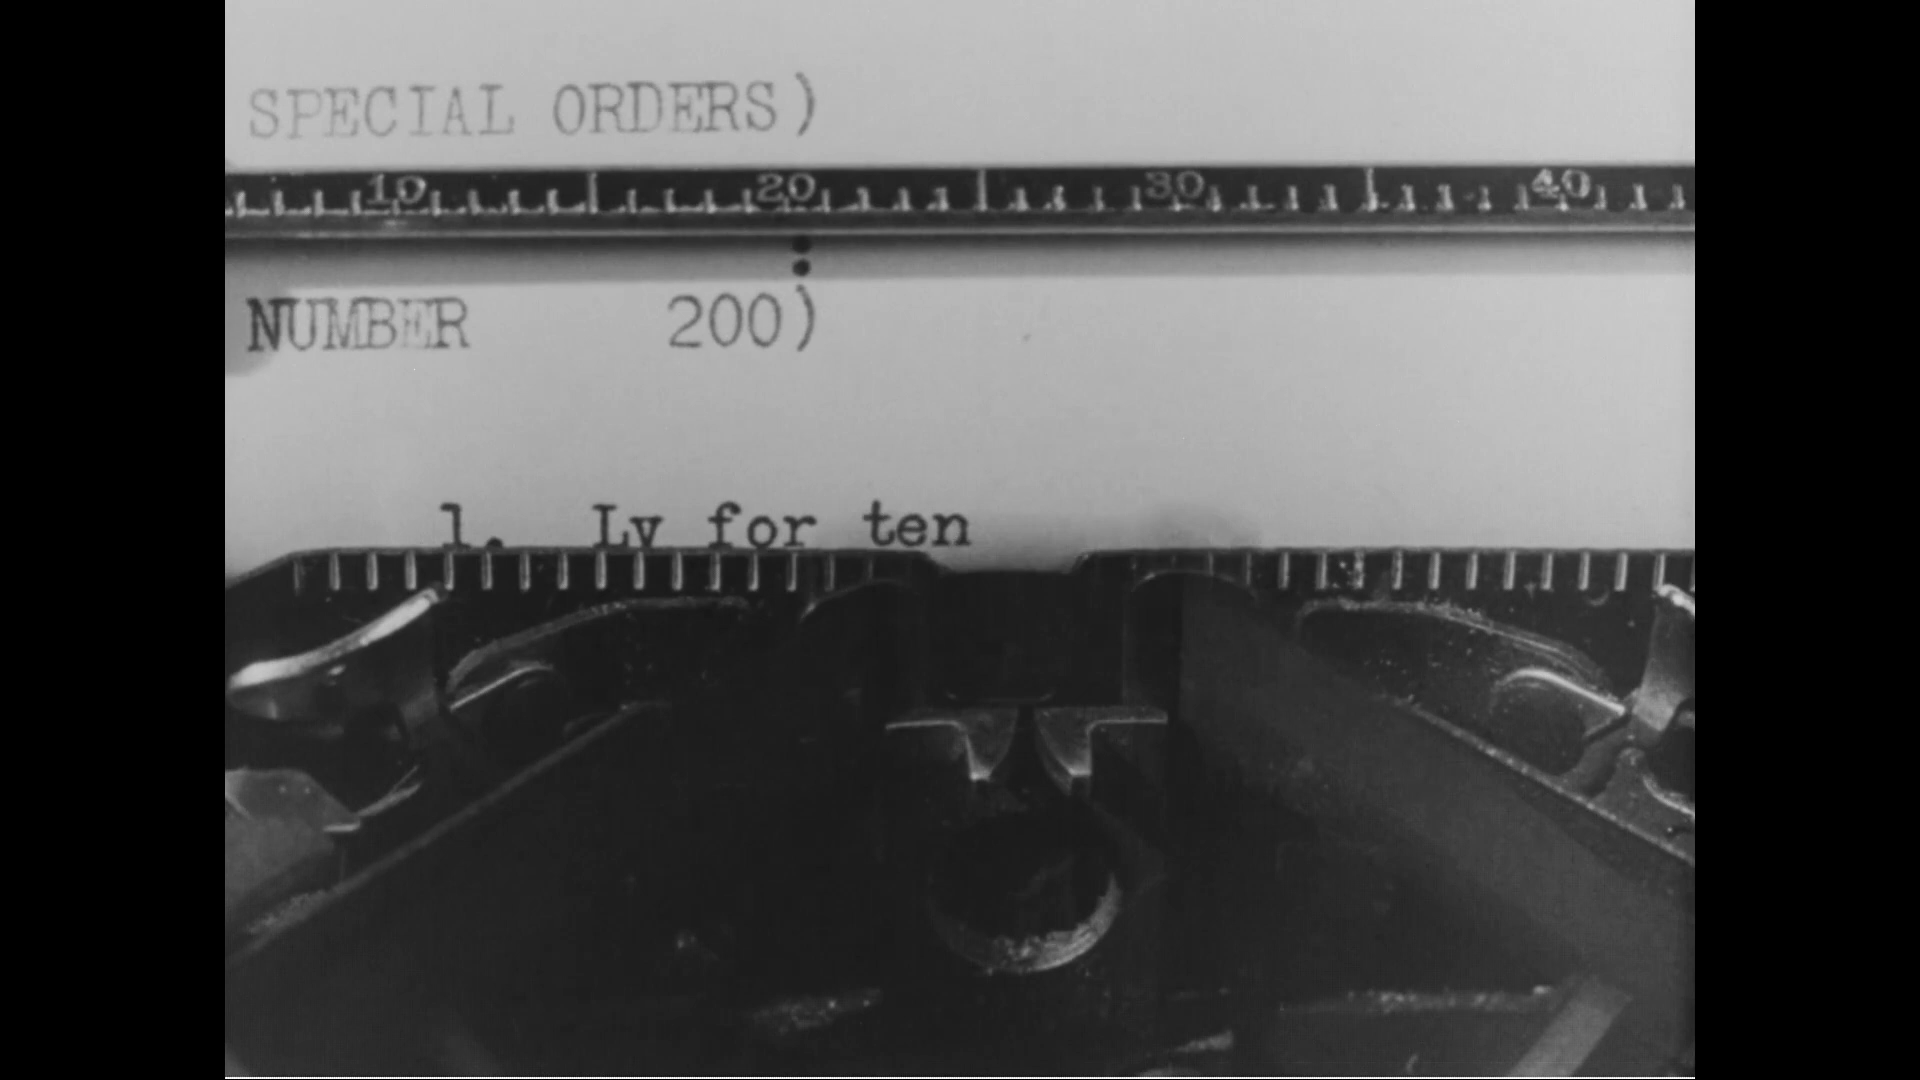 SPECIAL ORDERS)
10 20 30 40
:
NUMBER 200)
1. Lv for ten